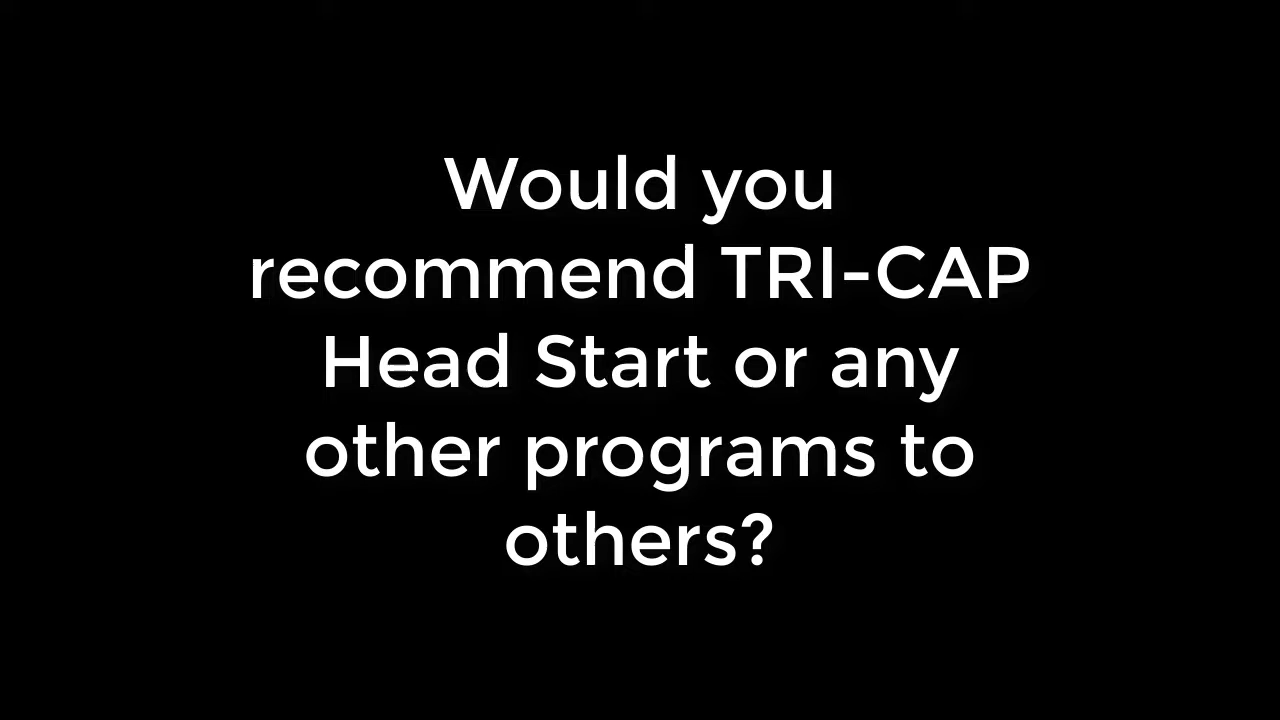 Would you
recommend TRI-CAP
Head Start or any
other programs to
others?